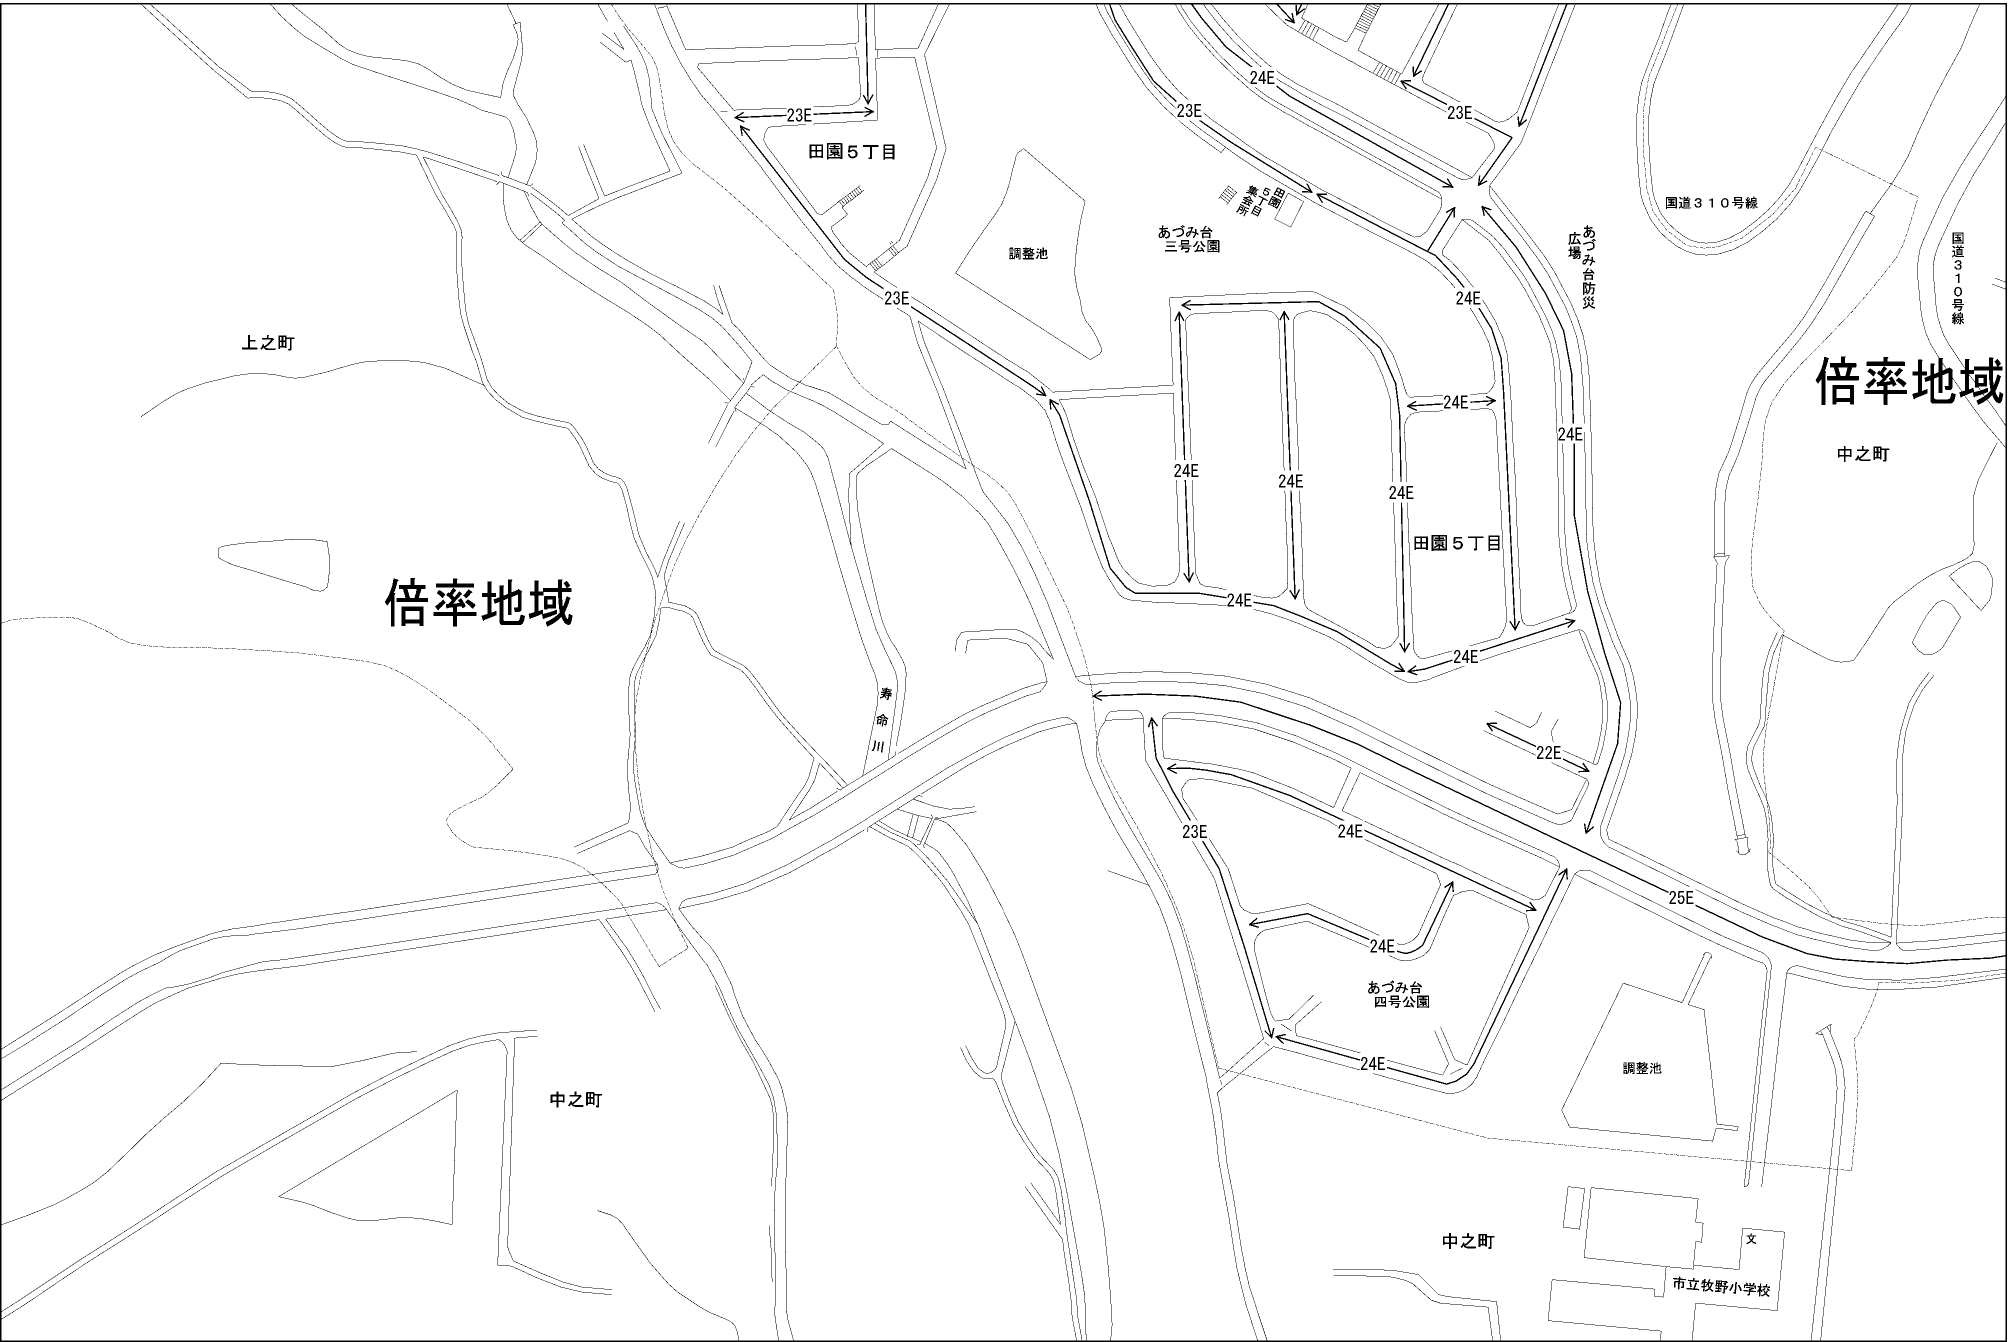 24E
23E
23E
23E
田園５丁目
国道３１０号線
田園
５丁目
集会所
あづみ台
三号公園
あづみ台防災
広場
国道３１０号線
調整池
23E
24E
上之町
倍率地域
24E
24E
中之町
24E
24E
24E
田園５丁目
倍率地域
24E
24E
寿命川
22E
23E
24E
25E
24E
あづみ台
四号公園
24E
調整池
中之町
中之町
文
市立牧野小学校